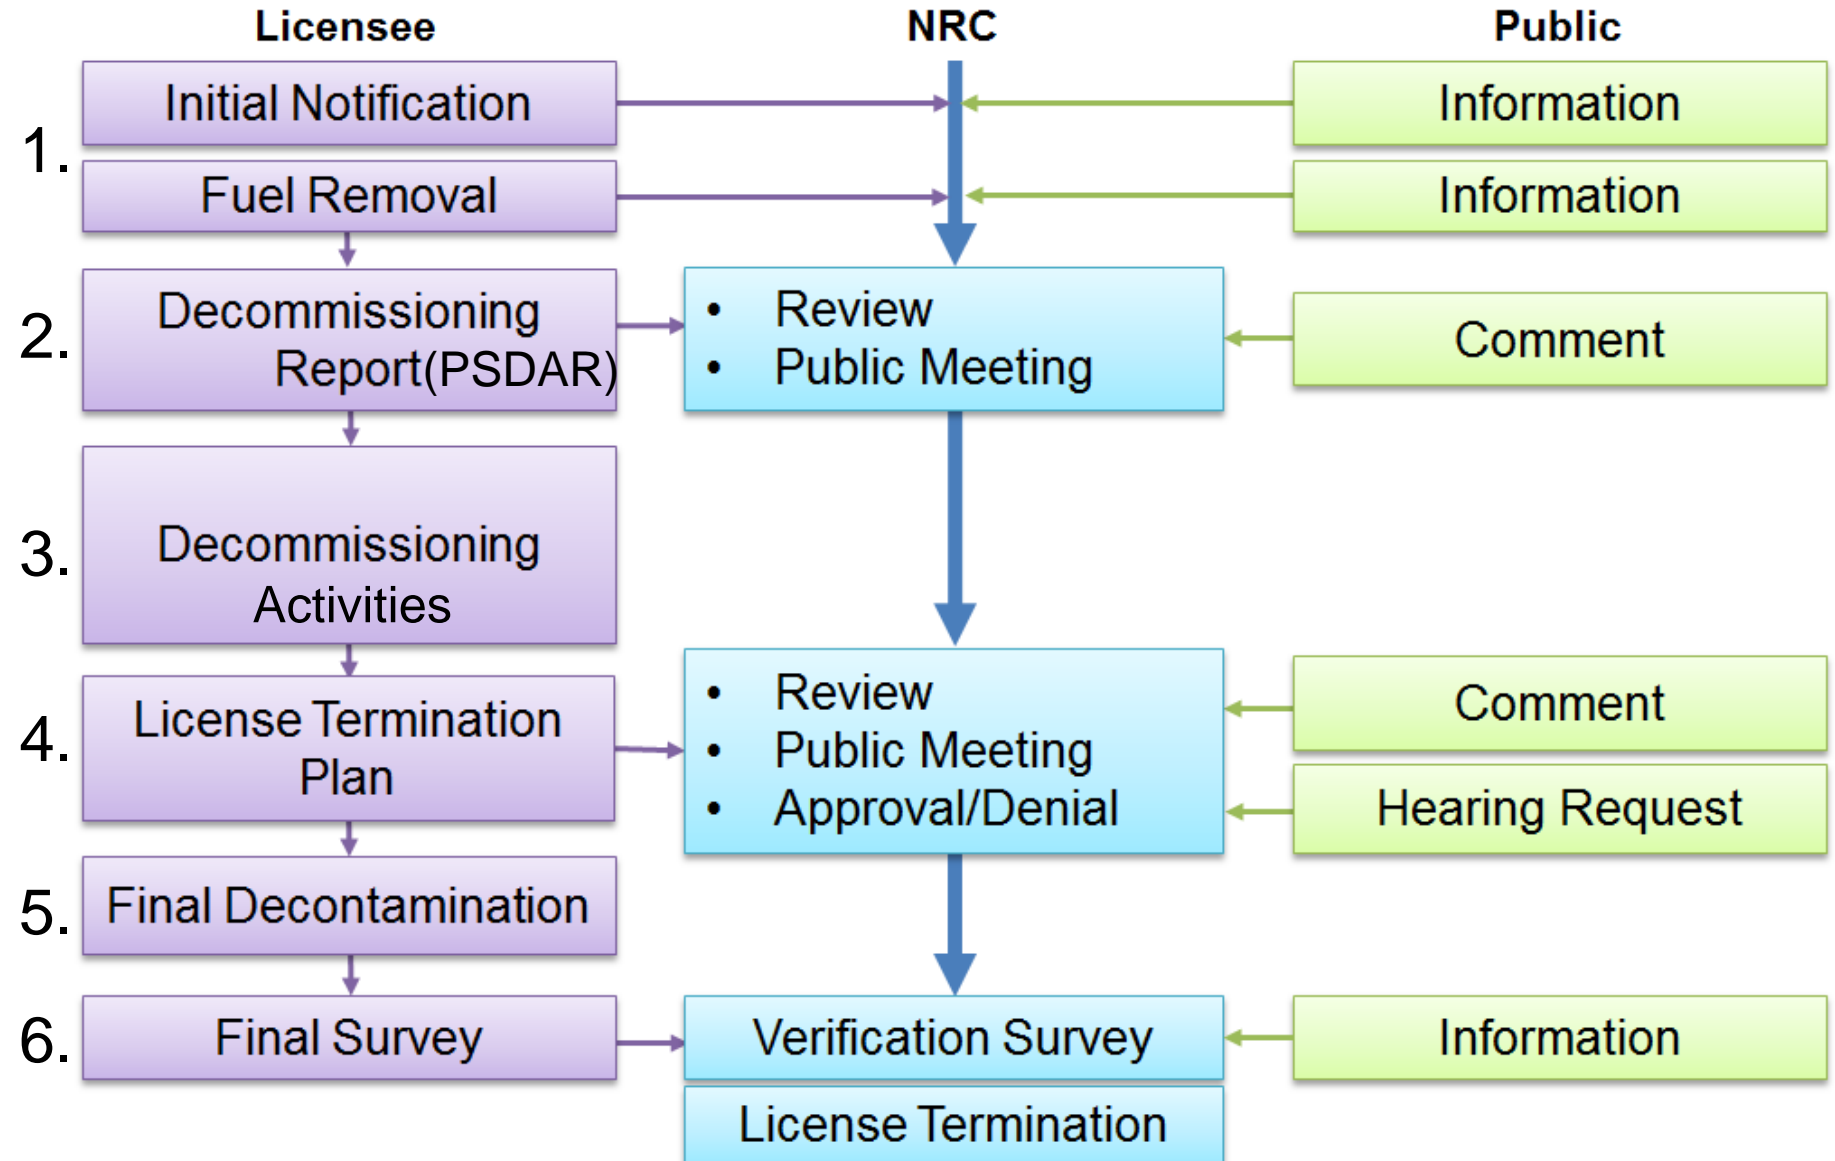 Licensee
NRC
Public
1.
Initial Notification
Information
Fuel Removal
Information
2.
Decommissioning
Report(PSDAR)
• Review
• Public Meeting
Comment
3.
Decommissioning
Activities
4.
License Termination
Plan
• Review
• Public Meeting
• Approval/Denial
Comment
Hearing Request
5.
Final Decontamination
6.
Final Survey
Verification Survey
Information
License Termination